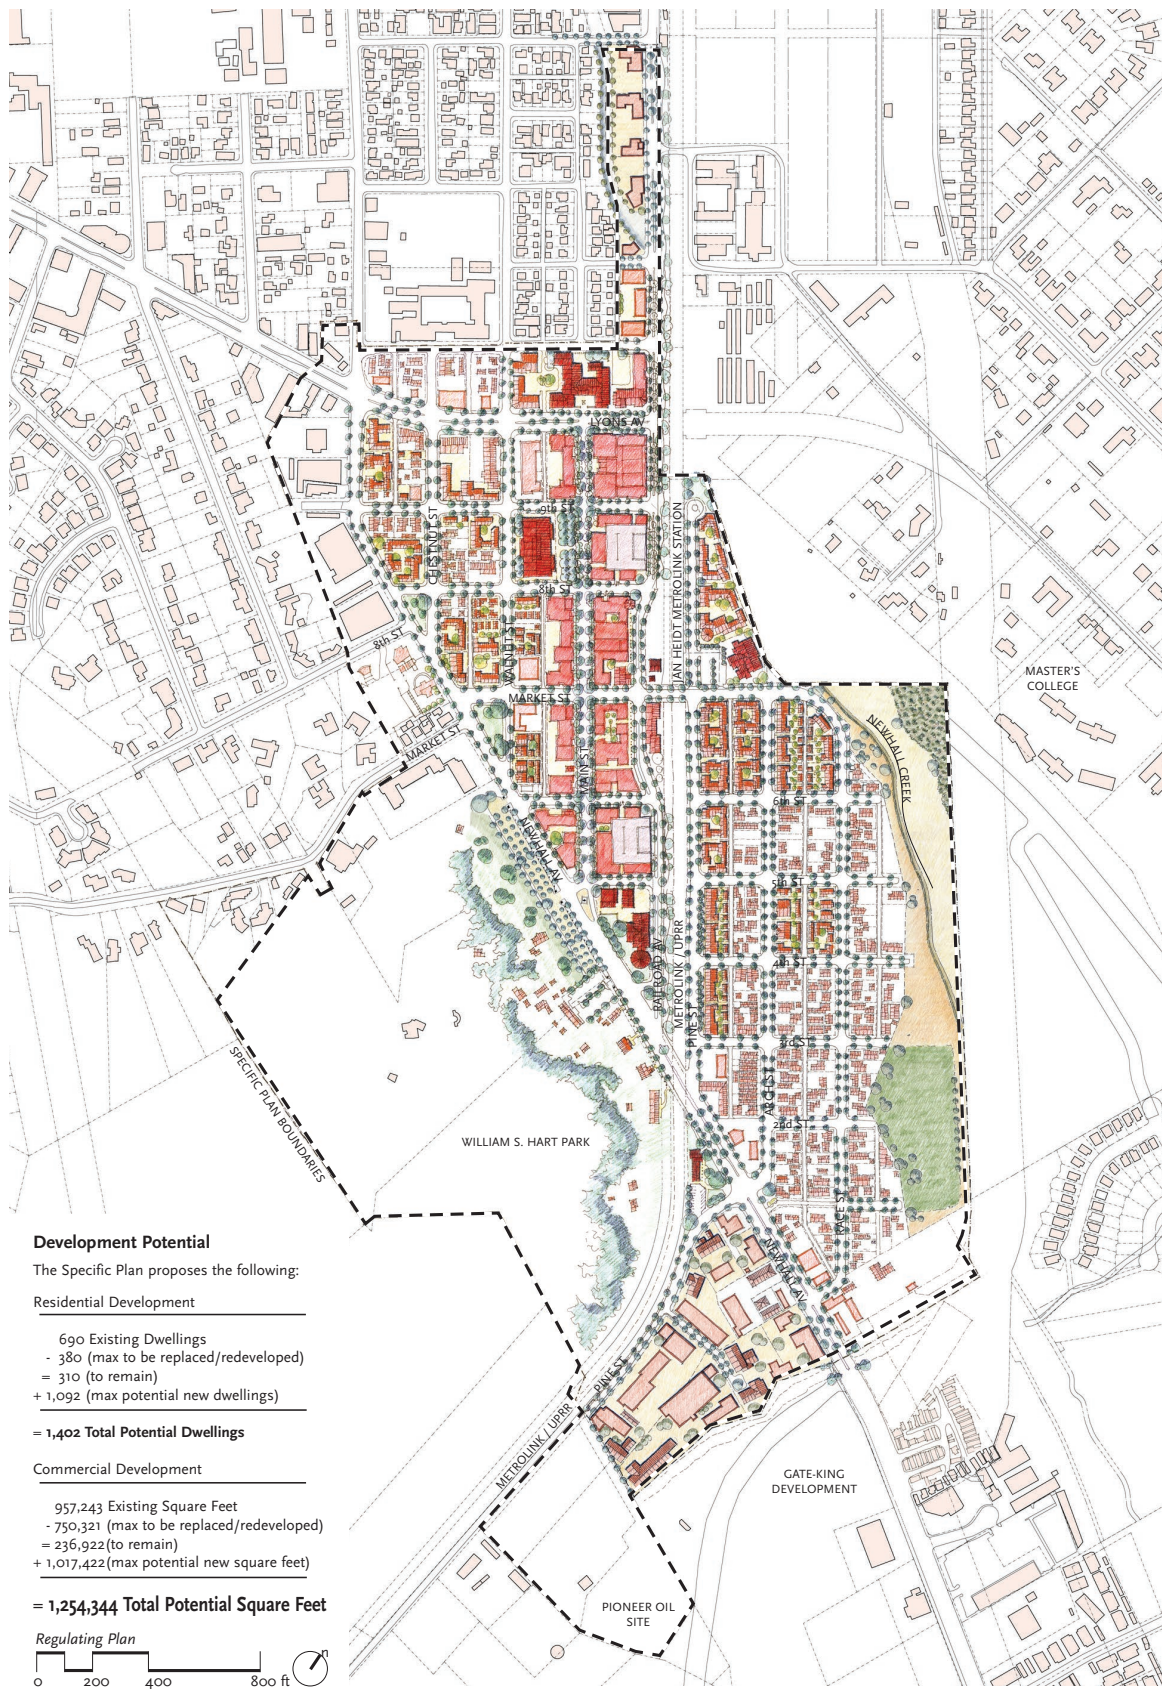 LYONS AV
9th ST
CHESTNUT ST
JAN HEIDT METROLINK STATION
8th ST
8th ST
WALNUT ST
MASTER'S
COLLEGE
MARKET ST
NEWHALL CREEK
MARKET ST
MAIN ST
6th ST
NEWHALL AV
5th ST
RAILROAD AV
METROLINK / UPRR
4th ST
PINE ST
3rd ST
SPECIFIC PLAN BOUNDARIES
ARCH ST
2nd ST
WILLIAM S. HART PARK
RACE ST
NEWHALL AV
Development Potential
The Specific Plan proposes the following:
Residential Development
690 Existing Dwellings
- 380 (max to be replaced/redeveloped)
= 310 (to remain)
+ 1,092 (max potential new dwellings)
= 1,402 Total Potential Dwellings
Commercial Development
957,243 Existing Square Feet
- 750,321 (max to be replaced/redeveloped)
= 236,922(to remain)
+ 1,017,422(max potential new square feet)
= 1,254,344 Total Potential Square Feet
PINE ST
METROLINK / UPRR
GATE-KING
DEVELOPMENT
PIONEER OIL
SITE
Regulating Plan
n
0 200 400 800 ft